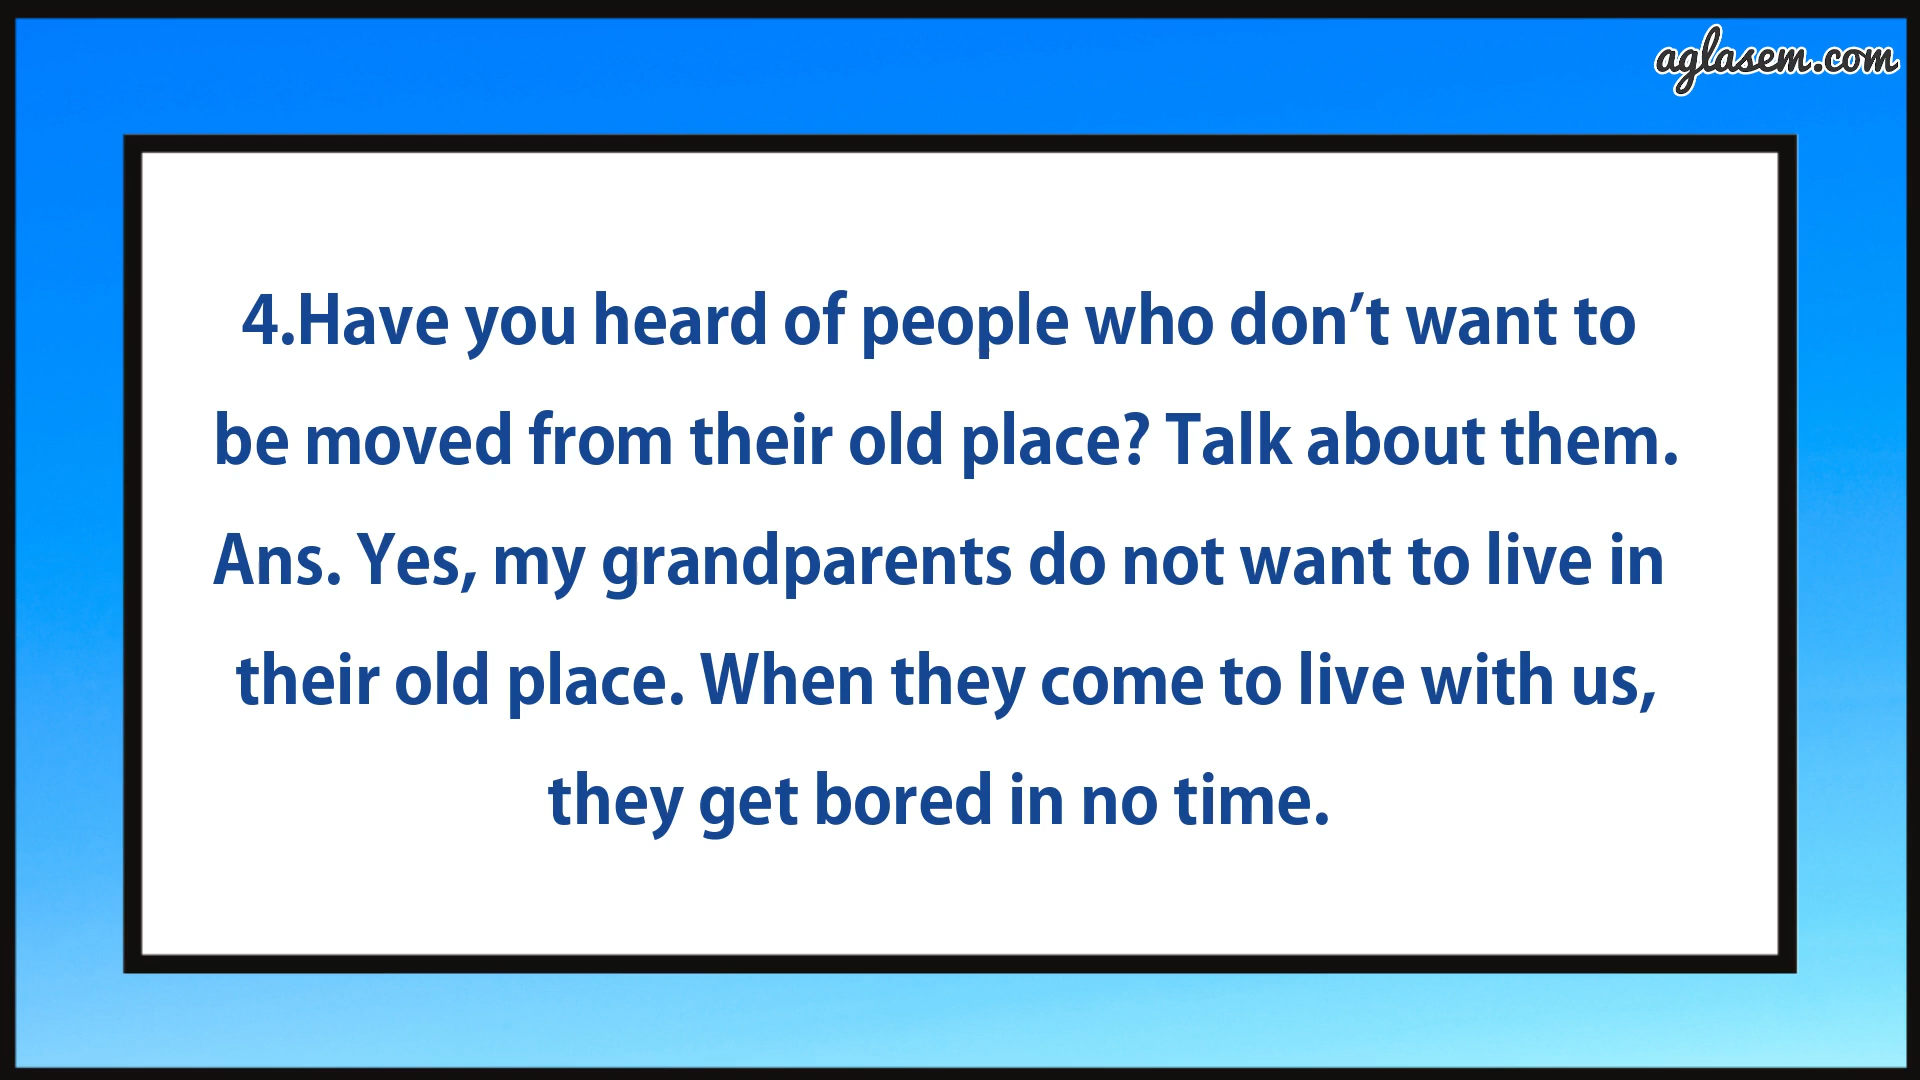 aglasem.com
4.Have you heard of people who don’t want to
be moved from their old place? Talk about them.
Ans. Yes, my grandparents do not want to live in
their old place. When they come to live with us,
they get bored in no time.